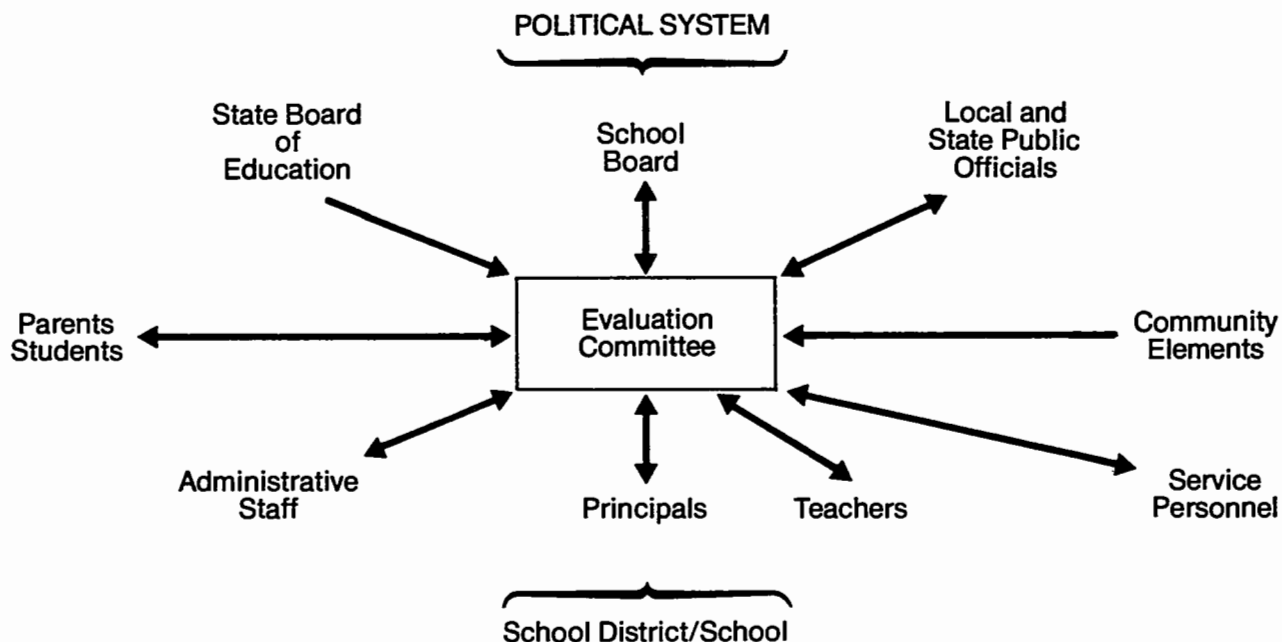 POLITICAL SYSTEM
State Board
of
Education
School
Board
Local and
State Public
Officials
Parents
Students
Evaluation
Committee
Community
Elements
Administrative
Staff
Principals
Teachers
Service
Personnel
School District/School